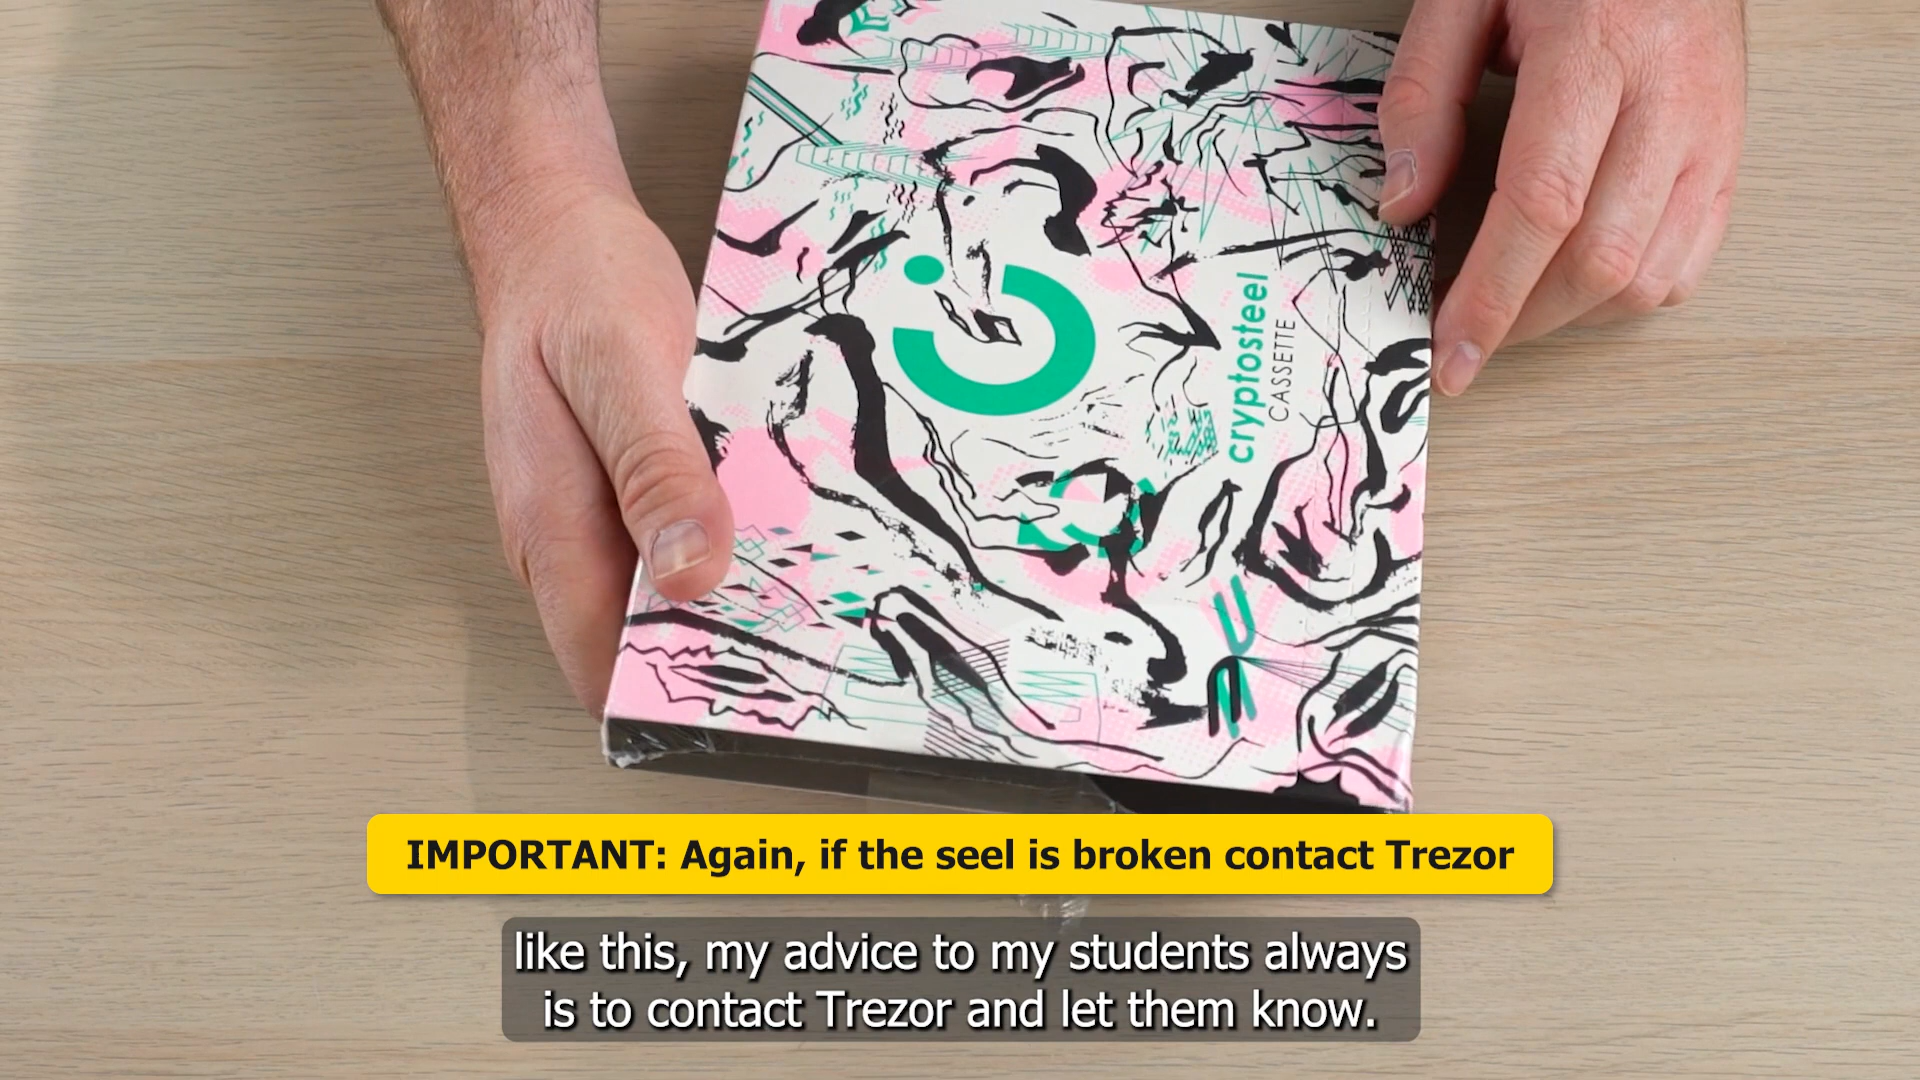 cryptosteel
CASSETTE
IMPORTANT: Again, if the seel is broken contact Trezor
like this, my advice to my students always
is to contact Trezor and let them know.